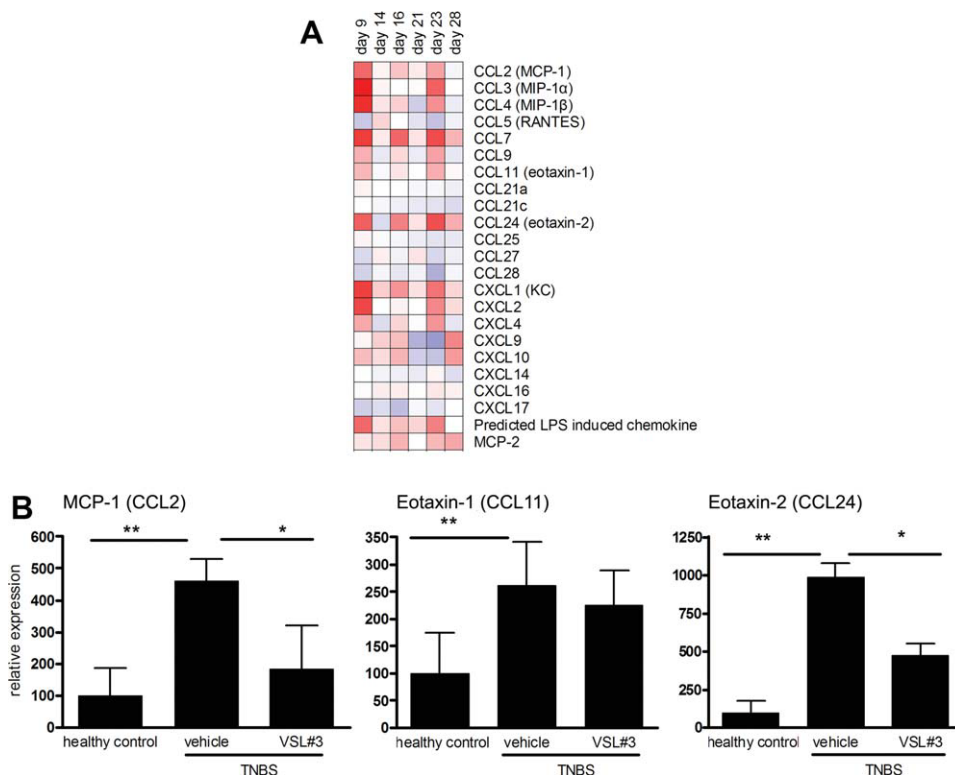 A
day 9 day 14 day 16 day 21 day 23 day 28
CCL2 (MCP-1)
CCL3 (MIP-1α)
CCL4 (MIP-1β)
CCL5 (RANTES)
CCL7
CCL9
CCL11 (eotaxin-1)
CCL21a
CCL21c
CCL24 (eotaxin-2)
CCL25
CCL27
CCL28
CXCL1 (KC)
CXCL2
CXCL4
CXCL9
CXCL10
CXCL14
CXCL16
CXCL17
Predicted LPS induced chemokine
MCP-2
B
MCP-1 (CCL2)
relative expression
600
500
400
300
200
100
0
** *
healthy control vehicle VSL#3
TNBS
Eotaxin-1 (CCL11)
350
300
250
200
150
100
50
0
**
healthy control vehicle VSL#3
TNBS
Eotaxin-2 (CCL24)
1250
1000
750
500
250
0
** *
healthy control vehicle VSL#3
TNBS